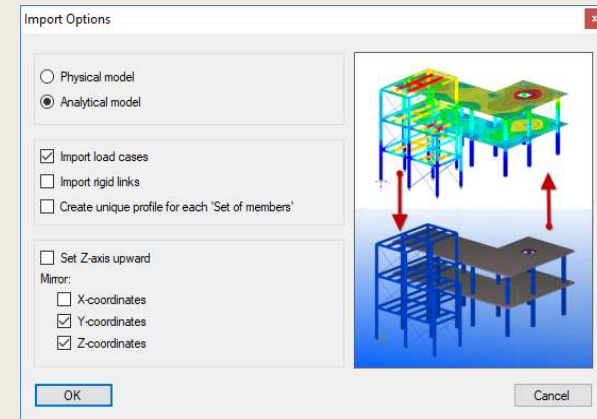 Import Options
x
Physical model
Analytical model
Import load cases
Import rigid links
Create unique profile for each 'Set of members'
Set Z-axis upward
Mirror:
X-coordinates
Y-coordinates
Z-coordinates
OK
Cancel